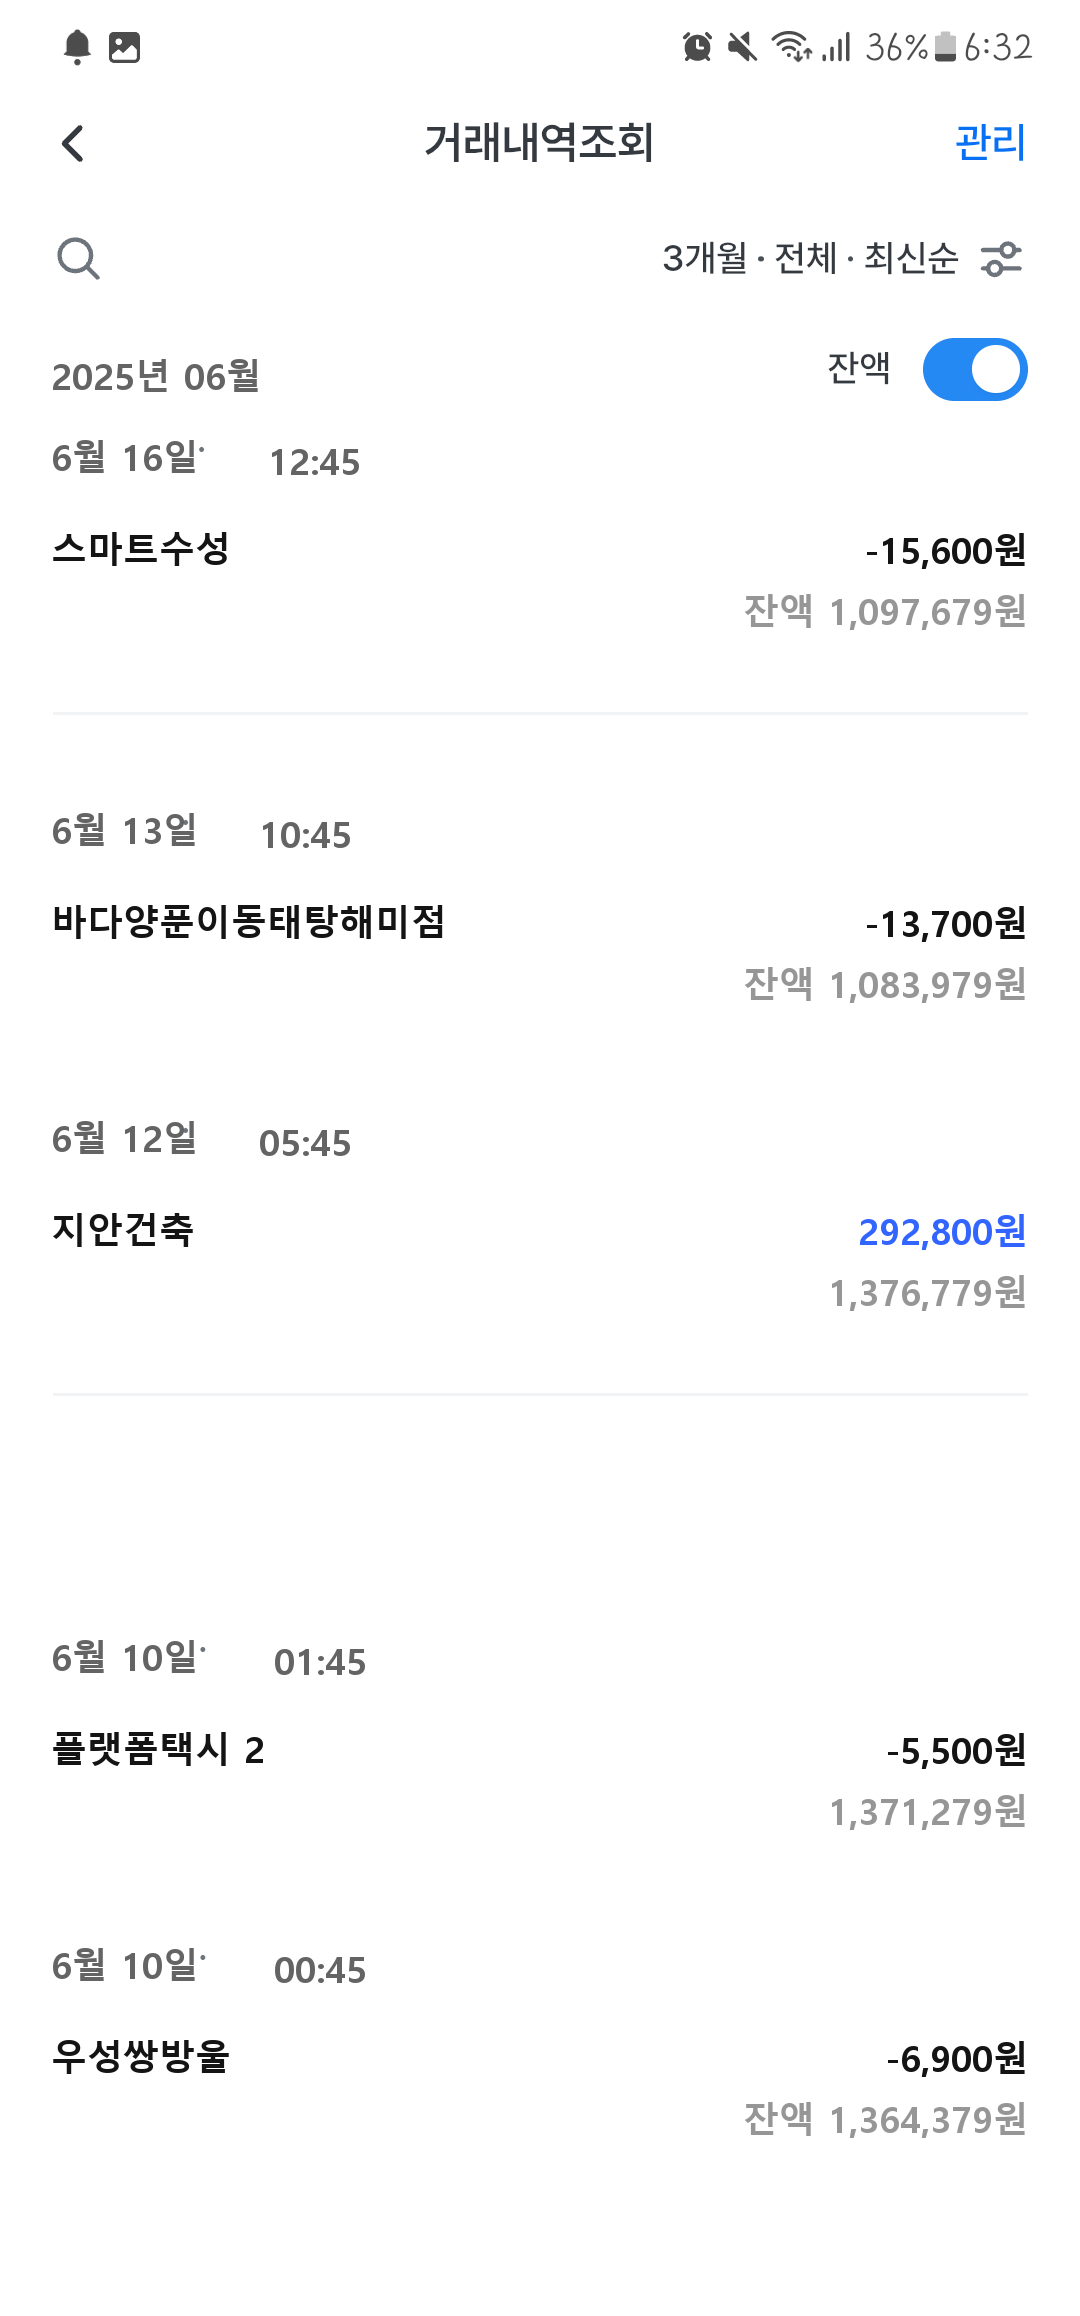 36% 6:32
거래내역조회 관리
3개월 · 전체 · 최신순
잔액
2025년 06월
6월 16일· 12:45
스마트수성 -15,600원
잔액 1,097,679원
6월 13일 10:45
바다양푼이동태탕해미점 -13,700원
잔액 1,083,979원
6월 12일 05:45
지안건축 292,800원
1,376,779원
6월 10일· 01:45
플랫폼택시 2 -5,500원
1,371,279원
6월 10일· 00:45
우성쌍방울 -6,900원
잔액 1,364,379원